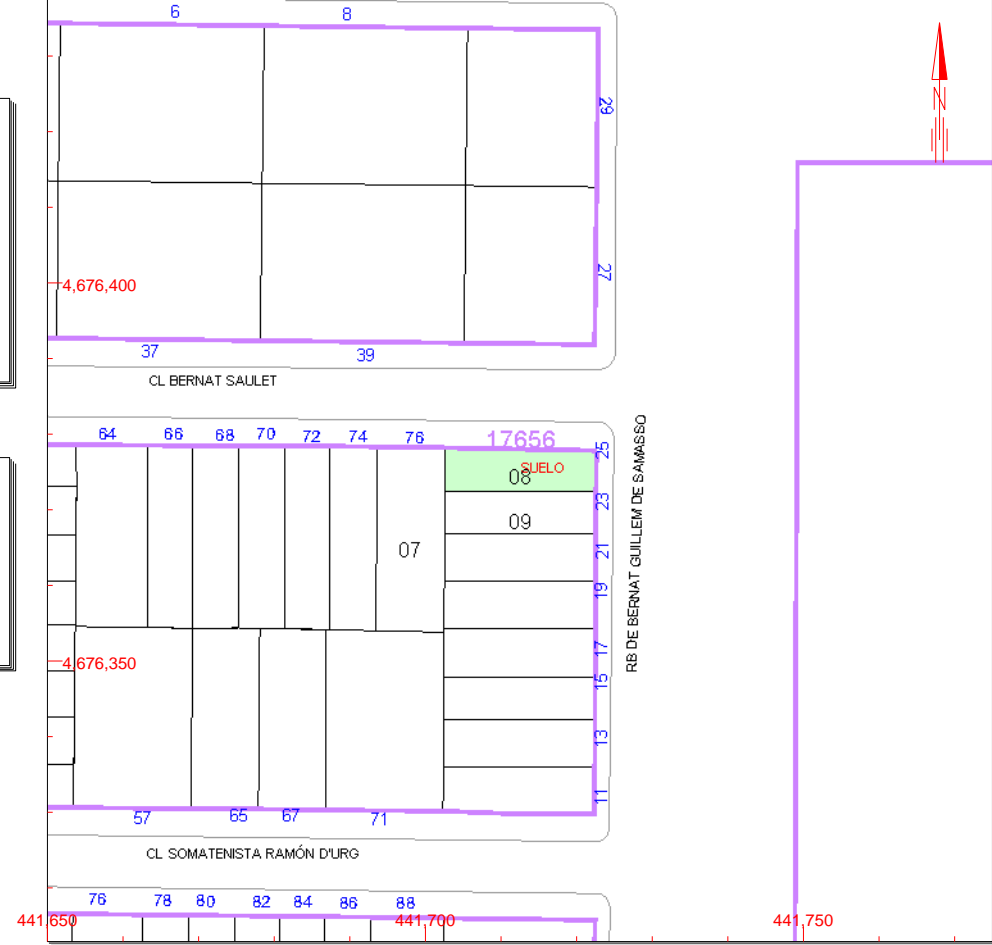 6 8
29
N
27
4,676,400
37 39
CL BERNAT SAULET
64 66 68 70 72 74 76 17656 25
SUELO
08
23
09
07
21
19
RB DE BERNAT GUILLEM DE SAMASSO
17
4,676,350
15
13
11
57 65 67 71
CL SOMATENISTA RAMÓN D'URG
76 78 80 82 84 86 88
441,650 441,700 441,750